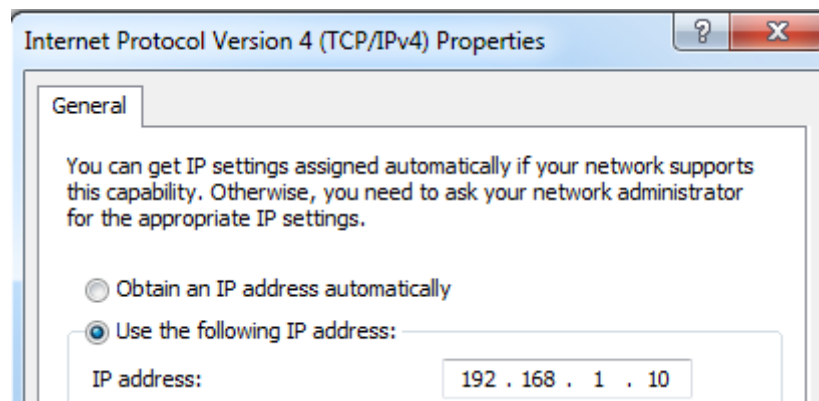 Internet Protocol Version 4 (TCP/IPv4) Properties
General
You can get IP settings assigned automatically if your network supports
this capability. Otherwise, you need to ask your network administrator
for the appropriate IP settings.
Obtain an IP address automatically
Use the following IP address:
IP address: 192 . 168 . 1 . 10